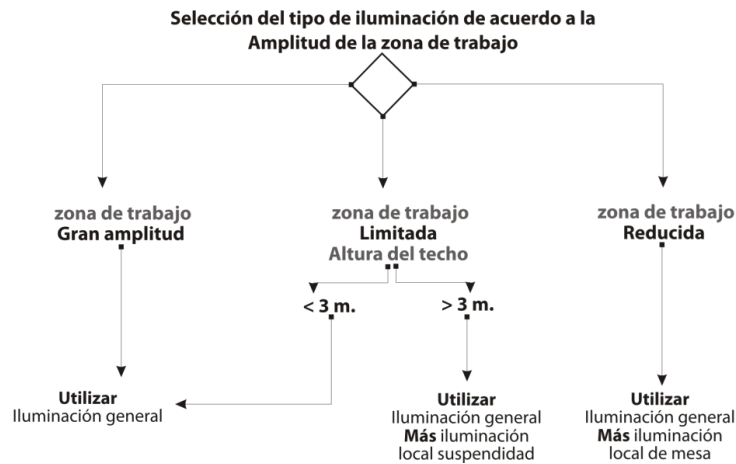 Selección del tipo de iluminación de acuerdo a la
Amplitud de la zona de trabajo
zona de trabajo
Gran amplitud
zona de trabajo
Limitada
Altura del techo
zona de trabajo
Reducida
< 3 m.
> 3 m.
Utilizar
Iluminación general
Utilizar
Iluminación general
Más iluminación
local suspendidad
Utilizar
Iluminación general
Más iluminación
local de mesa